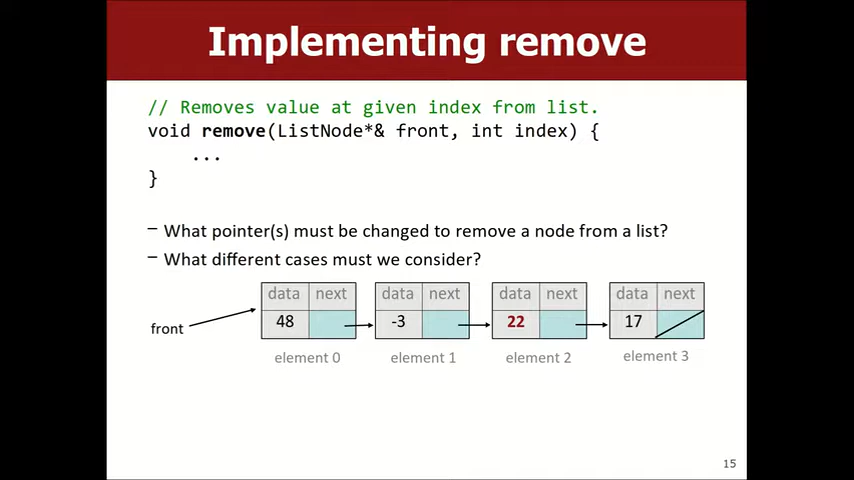 Implementing remove
// Removes value at given index from list.
void remove(ListNode*& front, int index) {
...
}
– What pointer(s) must be changed to remove a node from a list?
– What different cases must we consider?
data next data next data next data next
front 48 -3 22 17
element 0 element 1 element 2 element 3
15